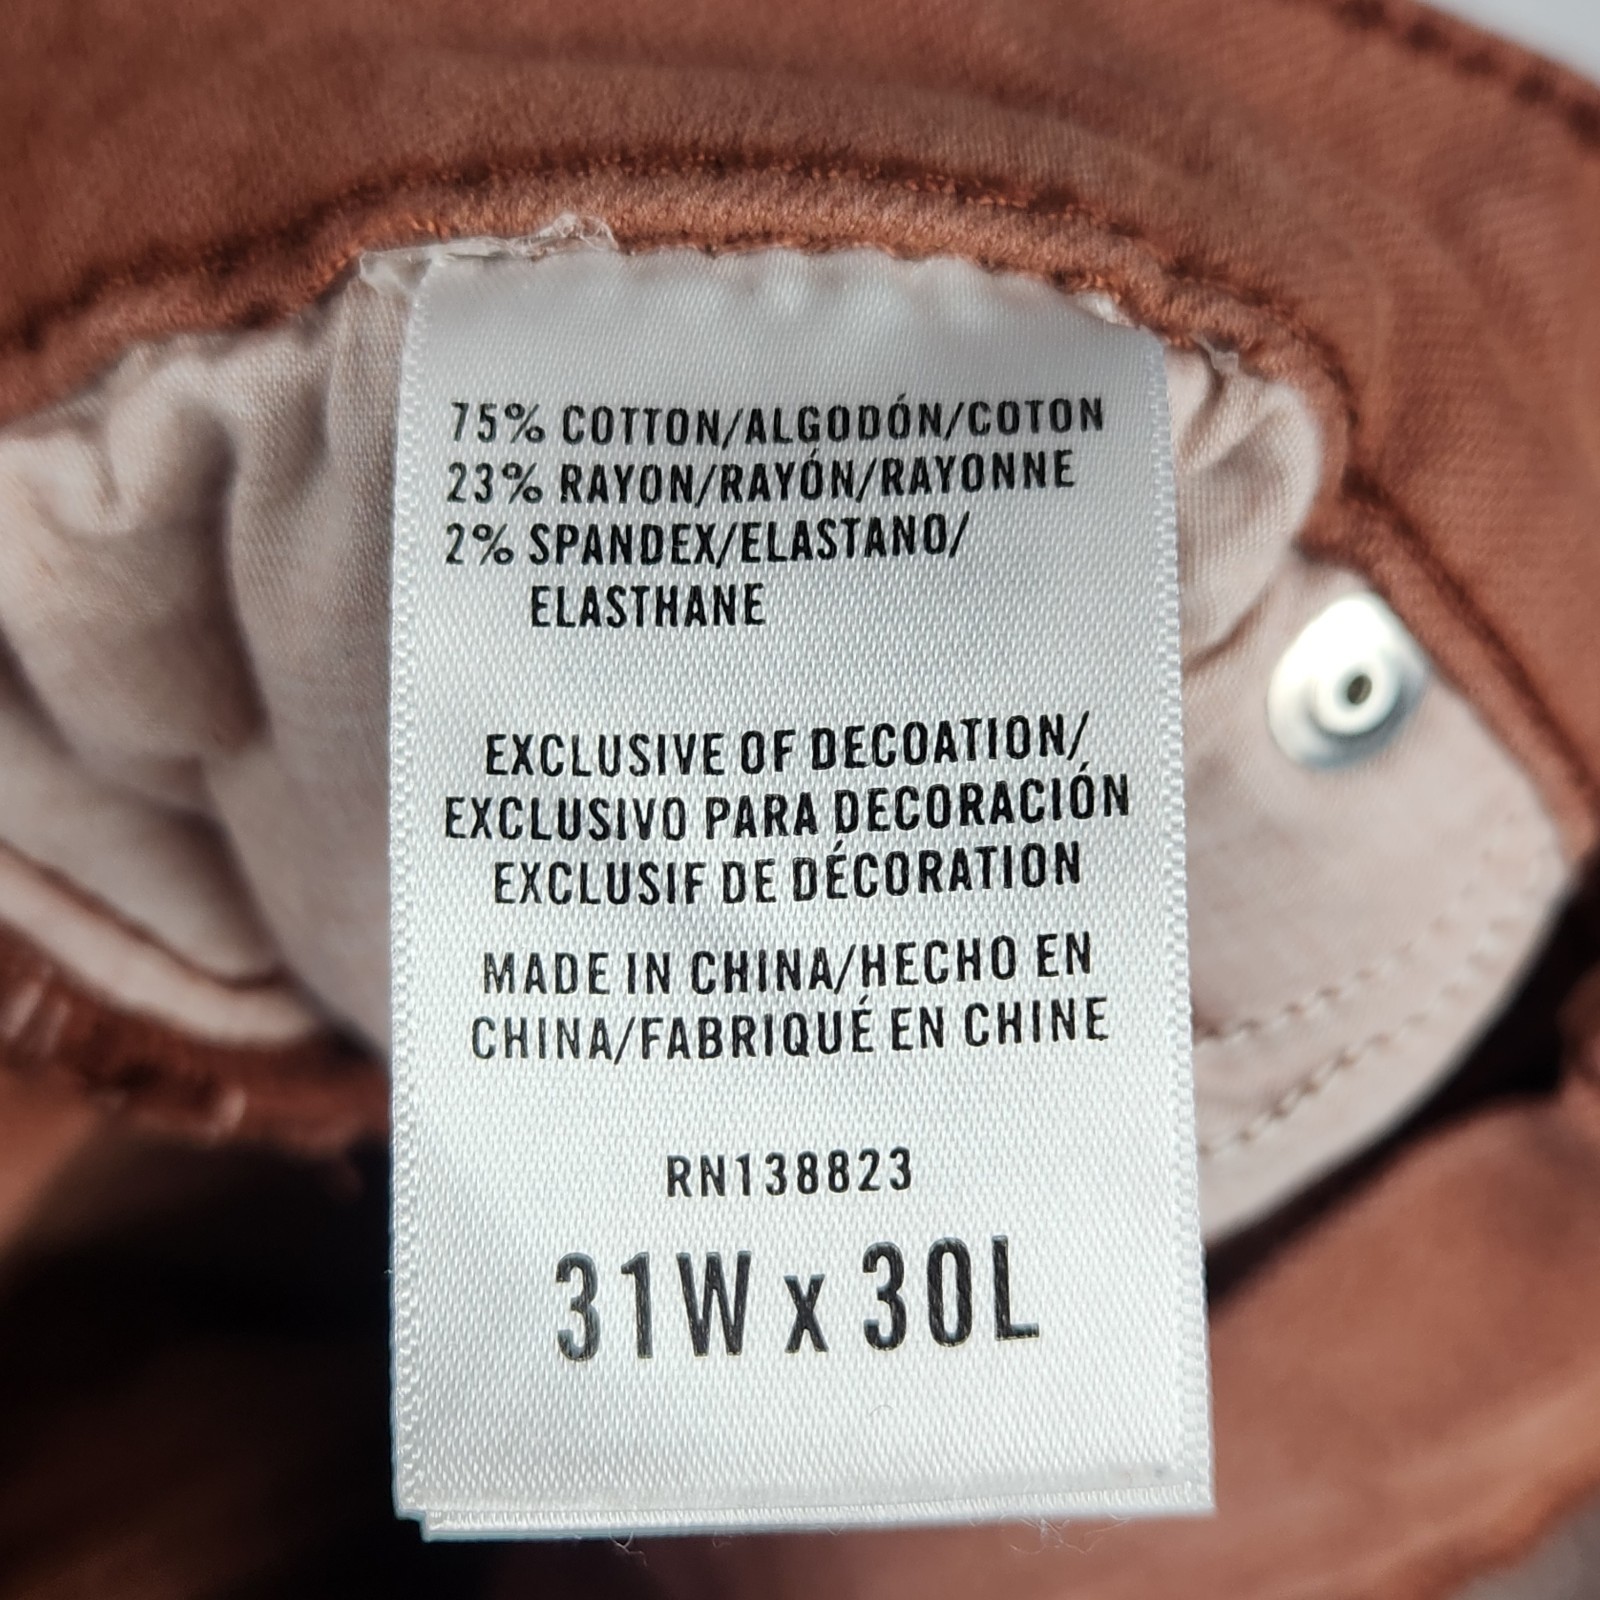 75% COTTON/ALGODÓN/COTON
23% RAYON/RAYÓN/RAYONNE
2% SPANDEX/ELASTANO/
ELASTHANE
EXCLUSIVE OF DECOATION/
EXCLUSIVO PARA DECORACIÓN
EXCLUSIF DE DÉCORATION
MADE IN CHINA/HECHO EN
CHINA/FABRIQUÉ EN CHINE
RN138823
31W x 30L